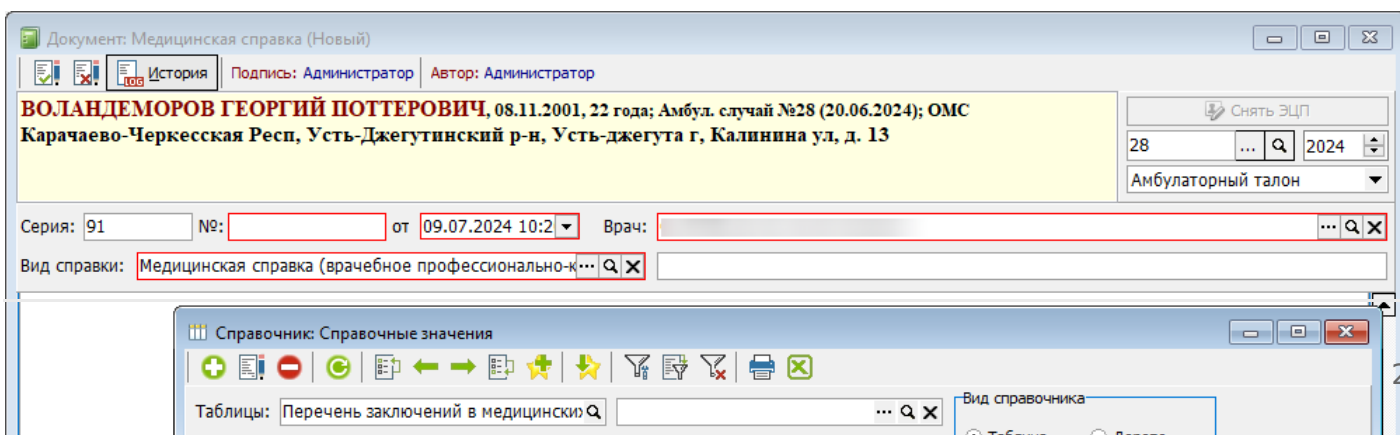 Документ: Медицинская справка (Новый)
История Подпись: Администратор Автор: Администратор
ВОЛАНДЕМОРОВ ГЕОРГИЙ ПОТТЕРОВИЧ, 08.11.2001, 22 года; Амбул. случай №28 (20.06.2024); ОМС
Карачаево-Черкесская Респ, Усть-Джегутинский р-н, Усть-джегута г, Калинина ул, д. 13
Снять ЭЦП
28 ... 2024
Амбулаторный талон
Серия: 91 №: от 09.07.2024 10:2 Врач: ...
Вид справки: Медицинская справка (врачебное профессионально-к ...
Справочник: Справочные значения
Таблицы: Перечень заключений в медицинских ...
Вид справочника